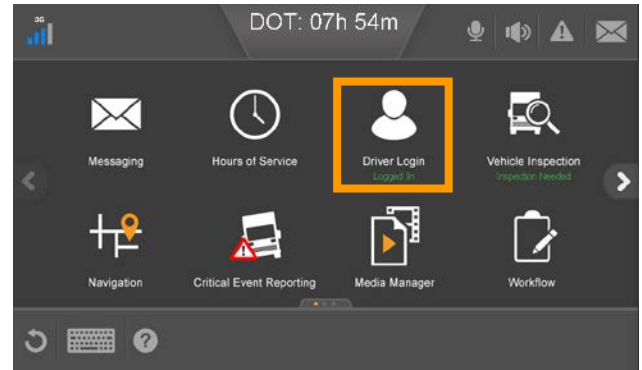 3G
DOT: 07h 54m
Messaging
Hours of Service
Driver Login
Logged In
Vehicle Inspection
Inspection Needed
Navigation
Critical Event Reporting
Media Manager
Workflow